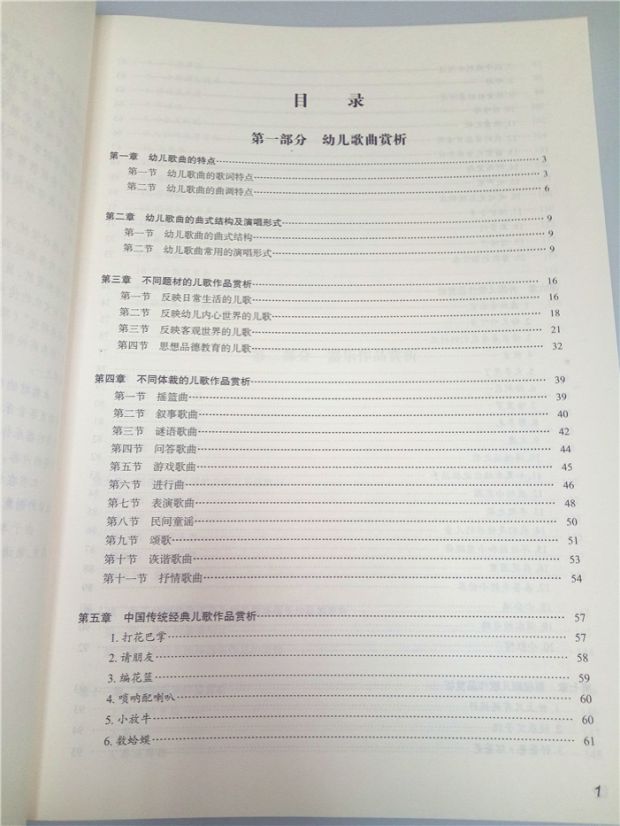 目 录
第一部分 幼儿歌曲赏析
第一章 幼儿歌曲的特点 3
第一节 幼儿歌曲的歌词特点 3
第二节 幼儿歌曲的曲调特点 6
第二章 幼儿歌曲的曲式结构及演唱形式 9
第一节 幼儿歌曲的曲式结构 9
第二节 幼儿歌曲常用的演唱形式 9
第三章 不同题材的儿歌作品赏析 16
第一节 反映日常生活的儿歌 16
第二节 反映幼儿内心世界的儿歌 18
第三节 反映客观世界的儿歌 21
第四节 思想品德教育的儿歌 32
第四章 不同体裁的儿歌作品赏析 39
第一节 摇篮曲 39
第二节 叙事歌曲 40
第三节 谜语歌曲 42
第四节 问答歌曲 44
第五节 游戏歌曲 45
第六节 进行曲 46
第七节 表演歌曲 48
第八节 民间童谣 50
第九节 颂歌 51
第十节 诙谐歌曲 53
第十一节 抒情歌曲 54
第五章 中国传统经典儿歌作品赏析 57
1. 打花巴掌 57
2. 请朋友 58
3. 编花篮 59
4. 唢呐配喇叭 60
5. 小放牛 60
6. 数蛤蟆 61
1